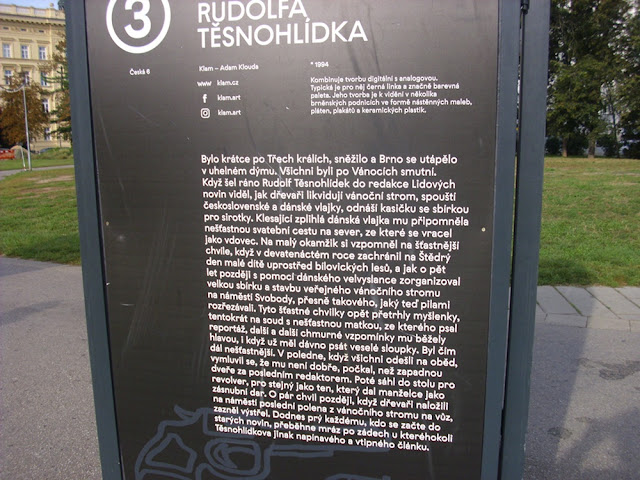 3
RUDOLFA
TĚSNOHLÍDKA
Česká 6
Klam – Adam Klouda
www klam.cz
klam.art
klam.art
* 1994
Kombinuje tvorbu digitální s analogovou.
Typická je pro něj černá linka a značně barevná
paleta. Jeho tvorba je k vidění v několika
brněnských podnicích ve formě nástěnných maleb,
pláten, plakátů a keramických plastik.
Bylo krátce po Třech králích, sněžilo a Brno se utápělo
v uhelném dýmu. Všichni byli po Vánocích smutní.
Když šel ráno Rudolf Těsnohlídek do redakce Lidových
novin viděl, jak dřevaři likvidují vánoční strom, spouští
československé a dánské vlajky, odnáší kasičku se sbírkou
pro sirotky. Klesající zplihlá dánská vlajka mu připomněla
nešťastnou svatební cestu na sever, ze které se vracel
jako vdovec. Na malý okamžik si vzpomněl na šťastnější
chvíle, když v devatenáctém roce zachránil na Štědrý
den malé dítě uprostřed bílovických lesů, a jak o pět
let později s pomocí dánského velvyslance zorganizoval
velkou sbírku a stavbu veřejného vánočního stromu
na náměstí Svobody, přesně takového, jaký teď pilami
rozřezávali. Tyto šťastné chvilky opět přetrhly myšlenky,
tentokrát na soud s nešťastnou matkou, ze kterého psal
reportáž, další a další chmurné vzpomínky mu běžely
hlavou, i když už měl dávno psát veselé sloupky. Byl čím
dál nešťastnější. V poledne, když všichni odešli na oběd,
vymluvil se, že mu není dobře, počkal, než zapadnou
dveře za posledním redaktorem. Poté sáhl do stolu pro
revolver, pro stejný jako ten, který dal manželce jako
zásnubní dar. O pár chvil později, když dřevaři naložili
na náměstí poslední polena z vánočního stromu na vůz,
zazněl výstřel. Dodnes prý každému, kdo se začte do
starých novin, přeběhne mráz po zádech u kteréhokoli
Těsnohlídkova jinak napínavého a vtipného článku.